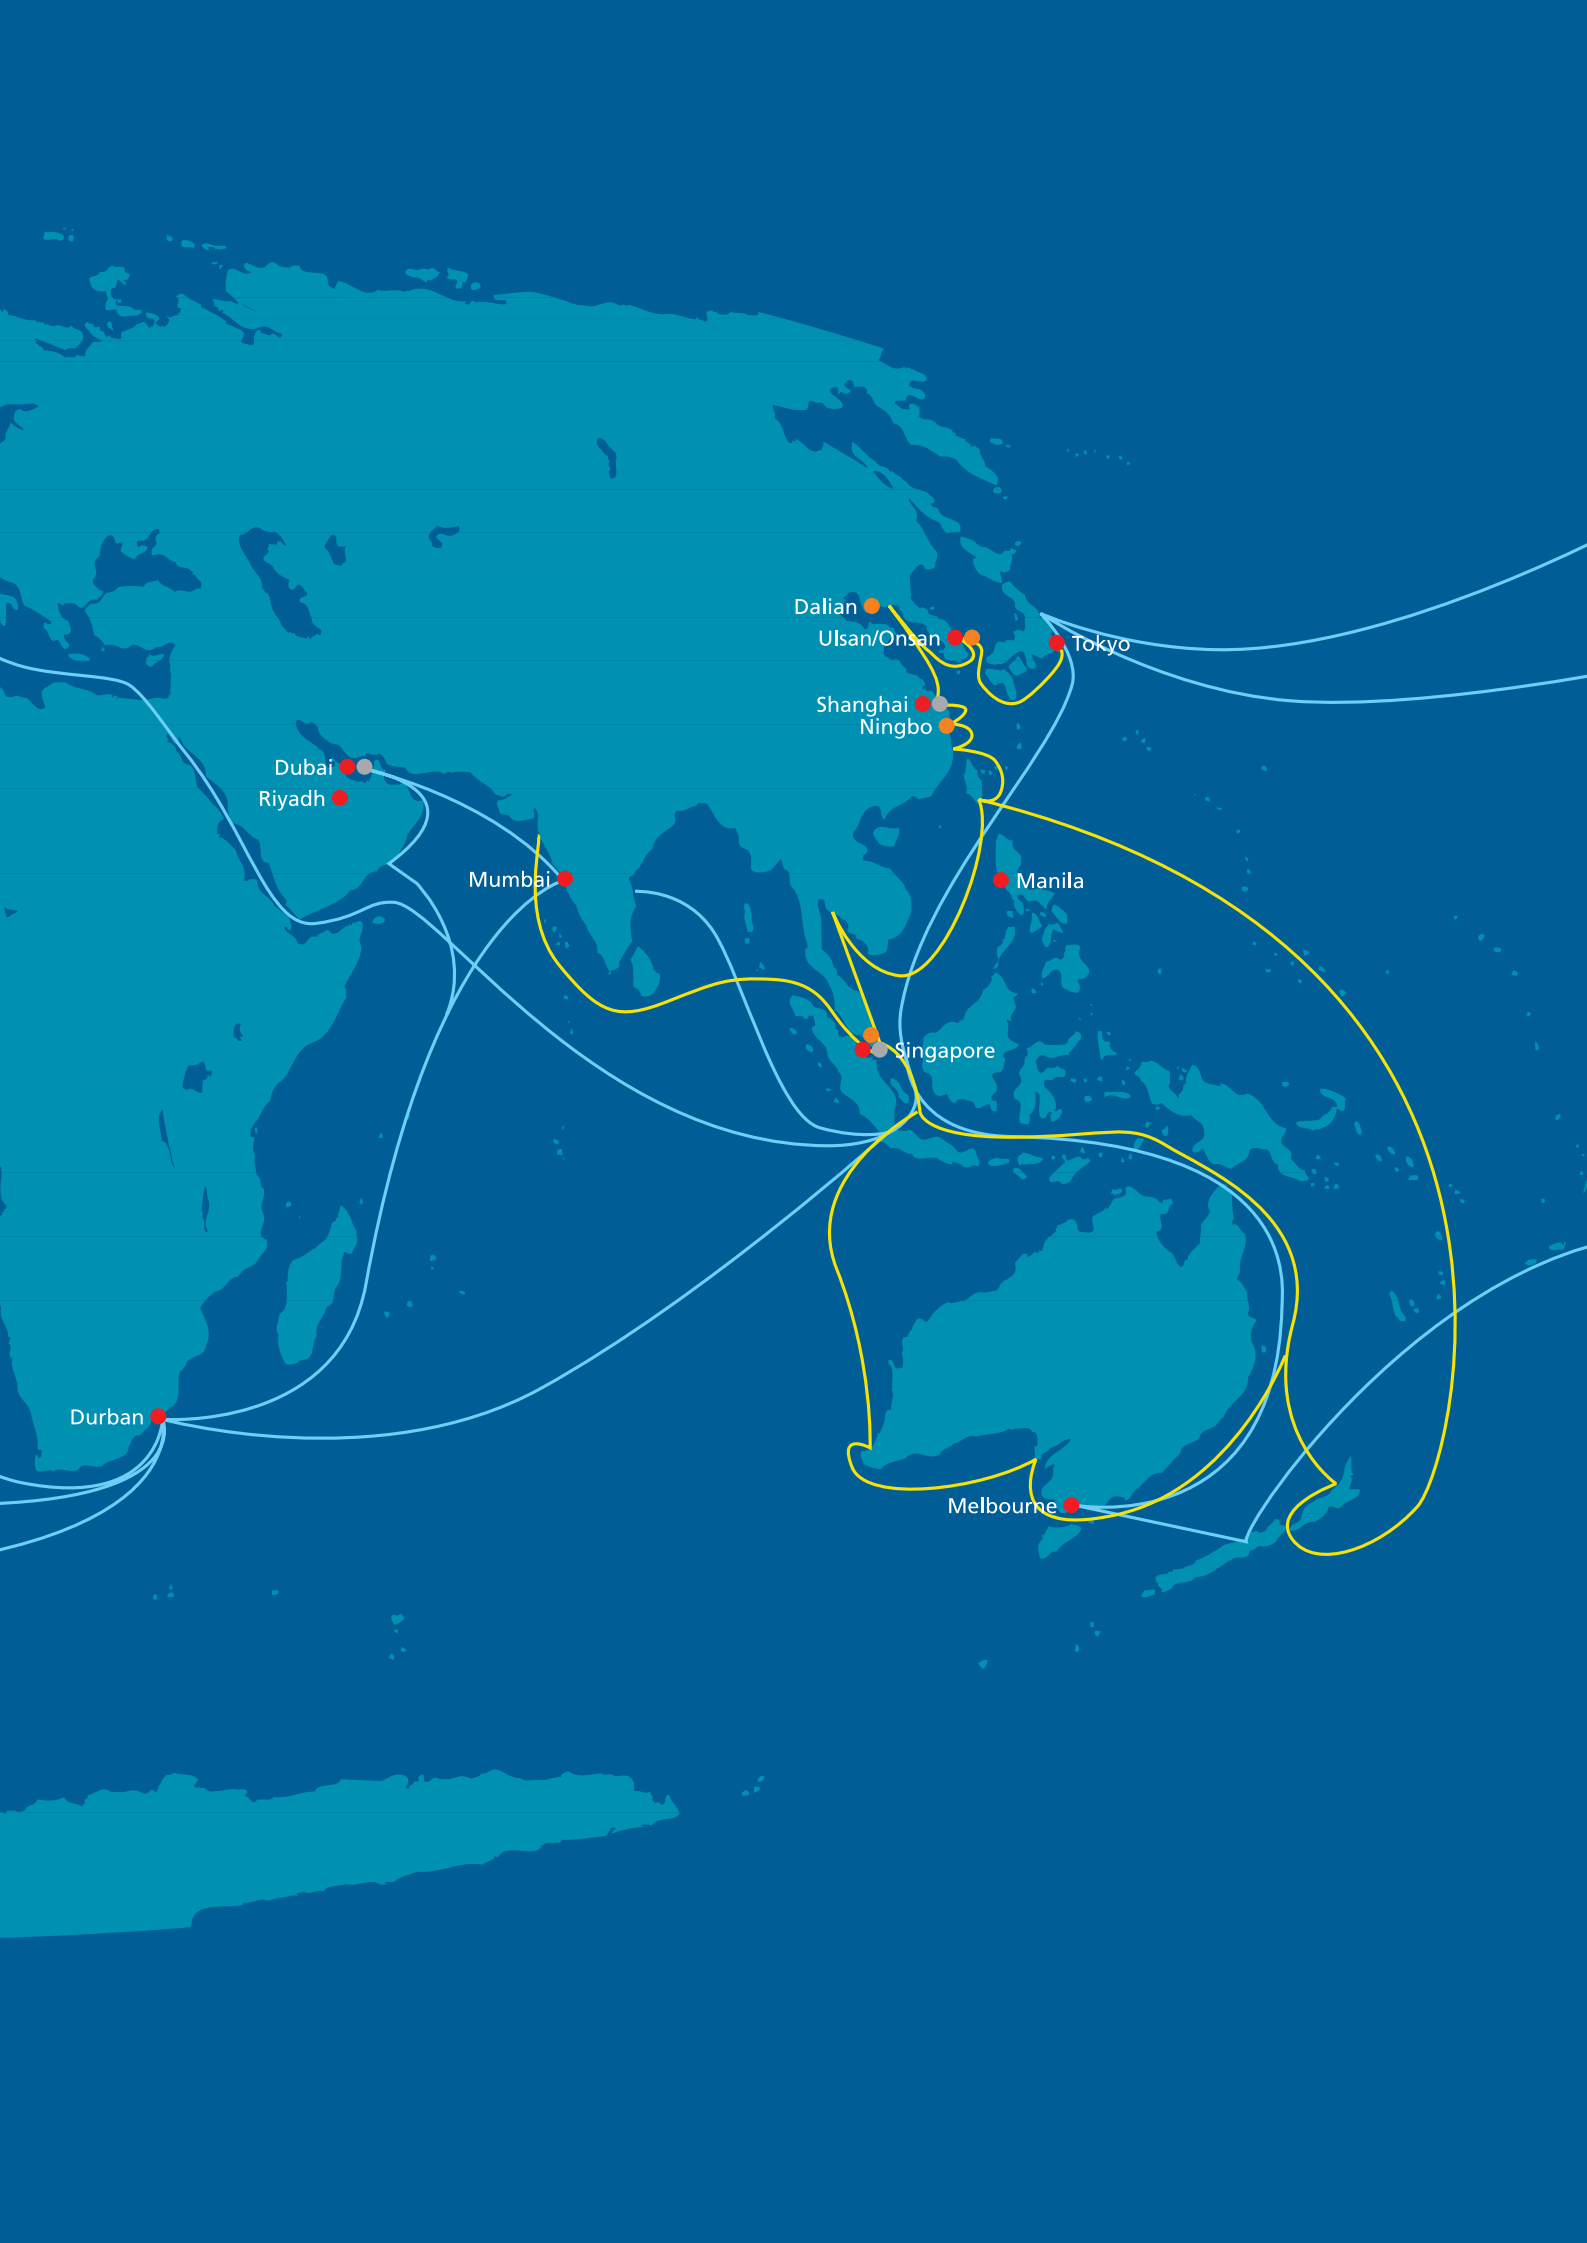 Dalian
Ulsan/Onsan
Tokyo
Shanghai
Ningbo
Dubai
Riyadh
Mumbai
Manila
Singapore
Durban
Melbourne